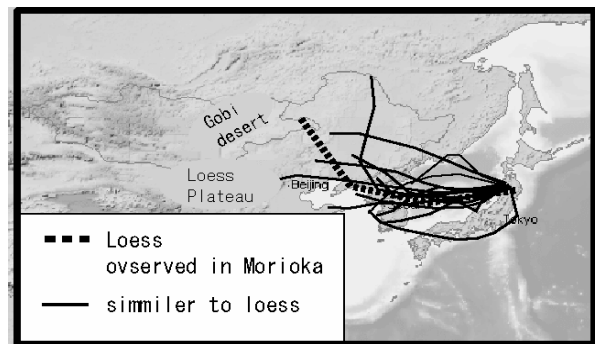 Gobi
desert
Loess
Plateau
Beijing
Tokyo
Loess
ovserved in Morioka
simmiler to loess